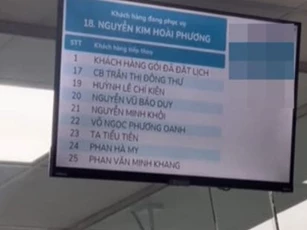 Khách hàng đang phục vụ
18. NGUYỄN KIM HOÀI PHƯƠNG
STT Khách hàng tiếp theo
1 KHÁCH HÀNG GÓI ĐÃ ĐẶT LỊCH
17 CB TRẦN THỊ ĐÔNG THƯ
19 HUỲNH LÊ CHÍ KIÊN
20 NGUYỄN VŨ BẢO DUY
21 NGUYỄN MINH KHÔI
22 VÕ NGỌC PHƯƠNG DANH
23 TẠ TIỂU TIÊN
24 PHAN HÀ MY
25 PHAN VĂN MINH KHANG